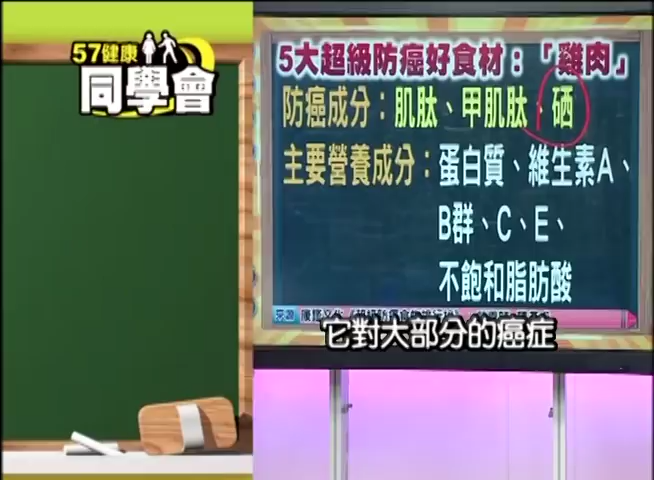 57健康
同學會
5大超級防癌好食材：「雞肉」
防癌成分：肌肽、甲肌肽、硒
主要營養成分：蛋白質、維生素A、
B群、C、E、
不飽和脂肪酸
來源
它對大部分的癌症